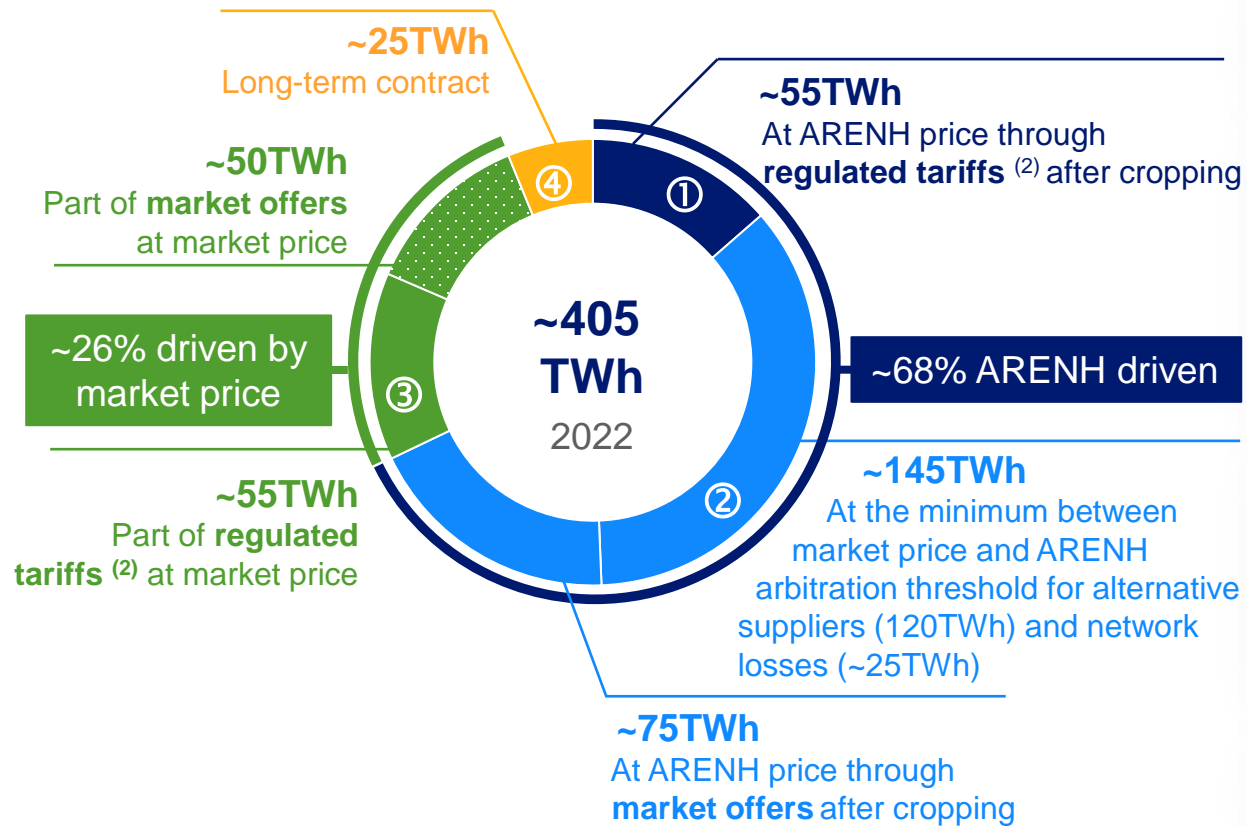 ~25TWh
Long-term contract
~55TWh
At ARENH price through
regulated tariffs (2) after cropping
~50TWh
Part of market offers
at market price
④
①
~405
TWh
2022
~26% driven by
market price
③
~68% ARENH driven
②
~55TWh
Part of regulated
tariffs (2) at market price
~145TWh
At the minimum between
market price and ARENH
arbitration threshold for alternative
suppliers (120TWh) and network
losses (~25TWh)
~75TWh
At ARENH price through
market offers after cropping